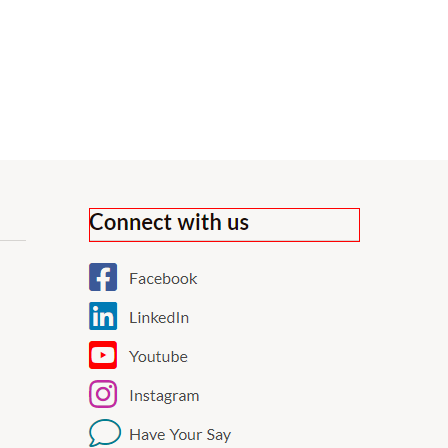 Connect with us
Facebook
LinkedIn
Youtube
Instagram
Have Your Say